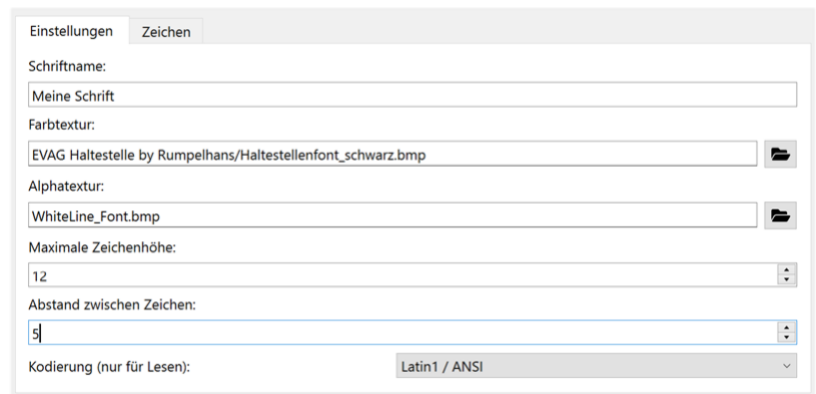 Einstellungen Zeichen
Schriftname:
Meine Schrift
Farbtextur:
EVAG Haltestelle by Rumpelhans/Haltestellenfont_schwarz.bmp
Alphatextur:
WhiteLine_Font.bmp
Maximale Zeichenhöhe:
12
Abstand zwischen Zeichen:
5
Kodierung (nur für Lesen): Latin1 / ANSI